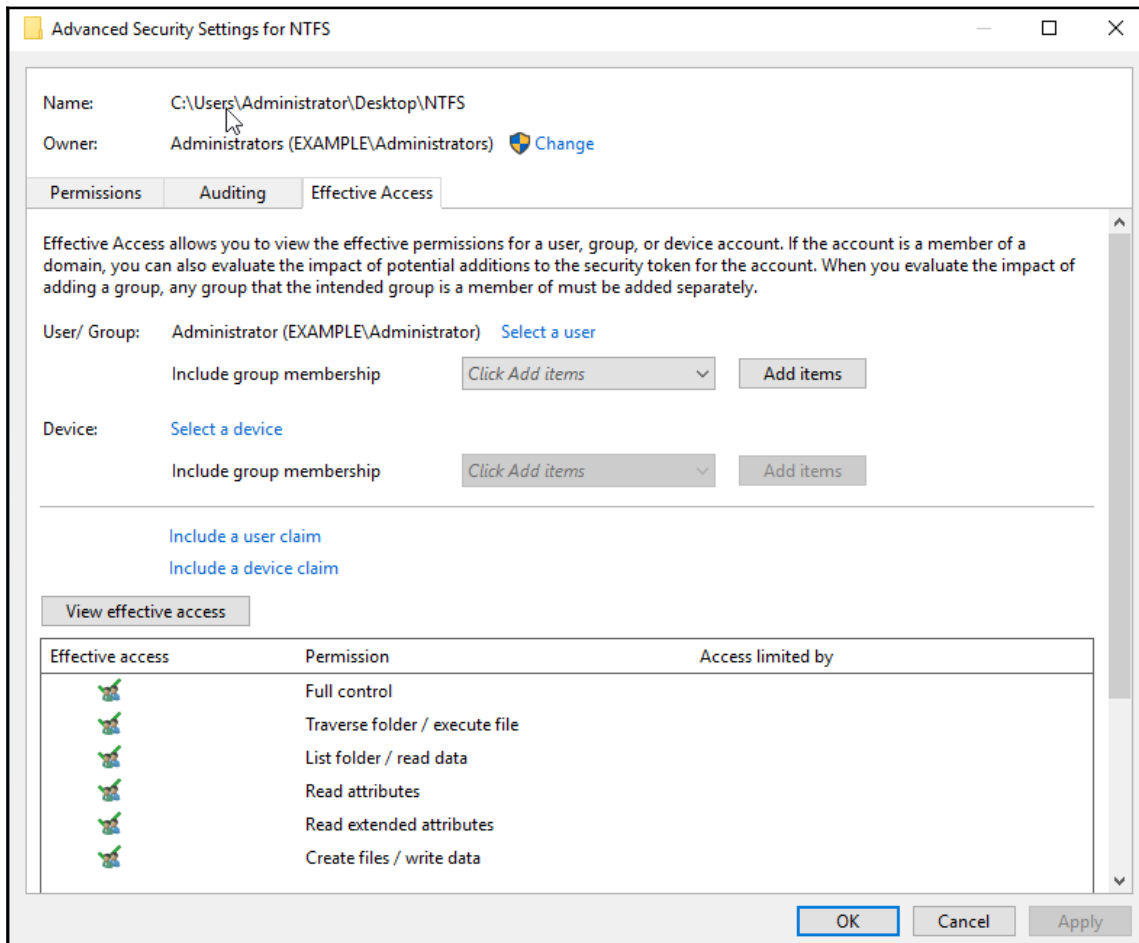 Advanced Security Settings for NTFS
Name: C:\Users\Administrator\Desktop\NTFS
Owner: Administrators (EXAMPLE\Administrators) Change
Permissions Auditing Effective Access
Effective Access allows you to view the effective permissions for a user, group, or device account. If the account is a member of a
domain, you can also evaluate the impact of potential additions to the security token for the account. When you evaluate the impact of
adding a group, any group that the intended group is a member of must be added separately.
User/ Group: Administrator (EXAMPLE\Administrator) Select a user
Include group membership Click Add items Add items
Device: Select a device
Include group membership Click Add items Add items
Include a user claim
Include a device claim
View effective access
Effective access Permission Access limited by
Full control
Traverse folder / execute file
List folder / read data
Read attributes
Read extended attributes
Create files / write data
OK Cancel Apply